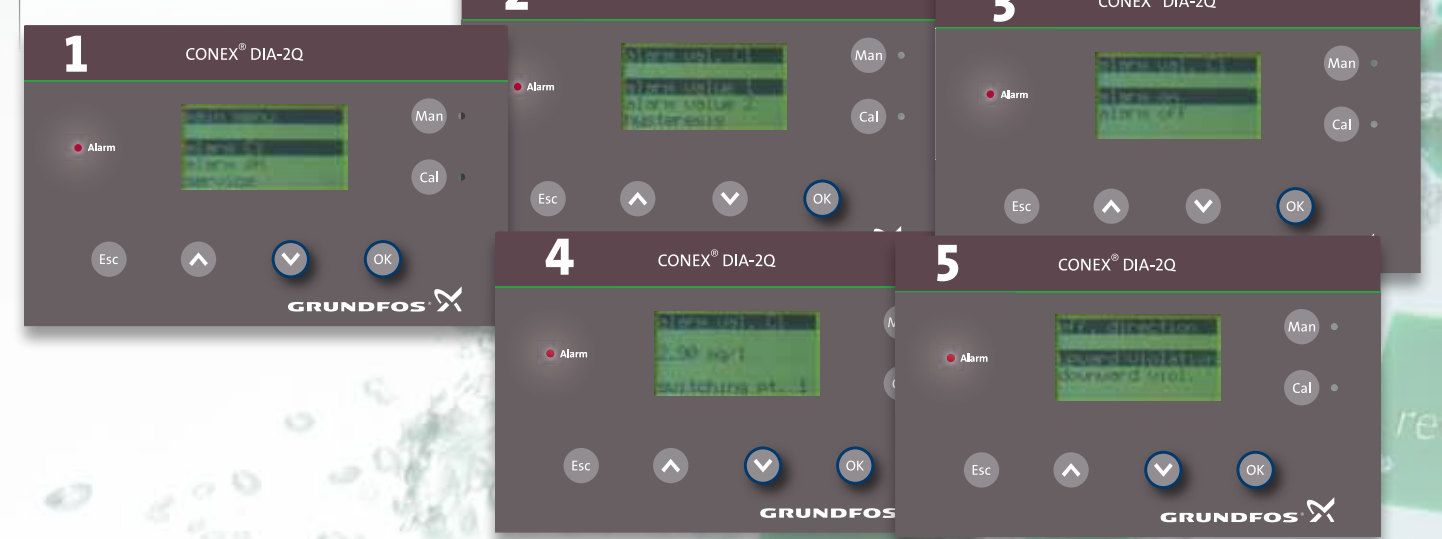 1
CONEX® DIA-2Q
Alarm
main menu
alarm Cl
alarm pH
service
Man
Cal
Esc
OK
GRUNDFOS
2
Alarm
alarm val. Cl
alarm value 1
alarm value 2
hysteresis
Man
Cal
Esc
OK
3
CONEX® DIA-2Q
Alarm
alarm val. Cl
alarm on
alarm off
Man
Cal
Esc
OK
4
CONEX® DIA-2Q
Alarm
alarm val. Cl
2.90 mg/l
switching pt. 1
Esc
OK
GRUNDFOS
5
CONEX® DIA-2Q
Alarm
eff. direction
upward violation
downward viol.
Man
Cal
Esc
OK
GRUNDFOS
re